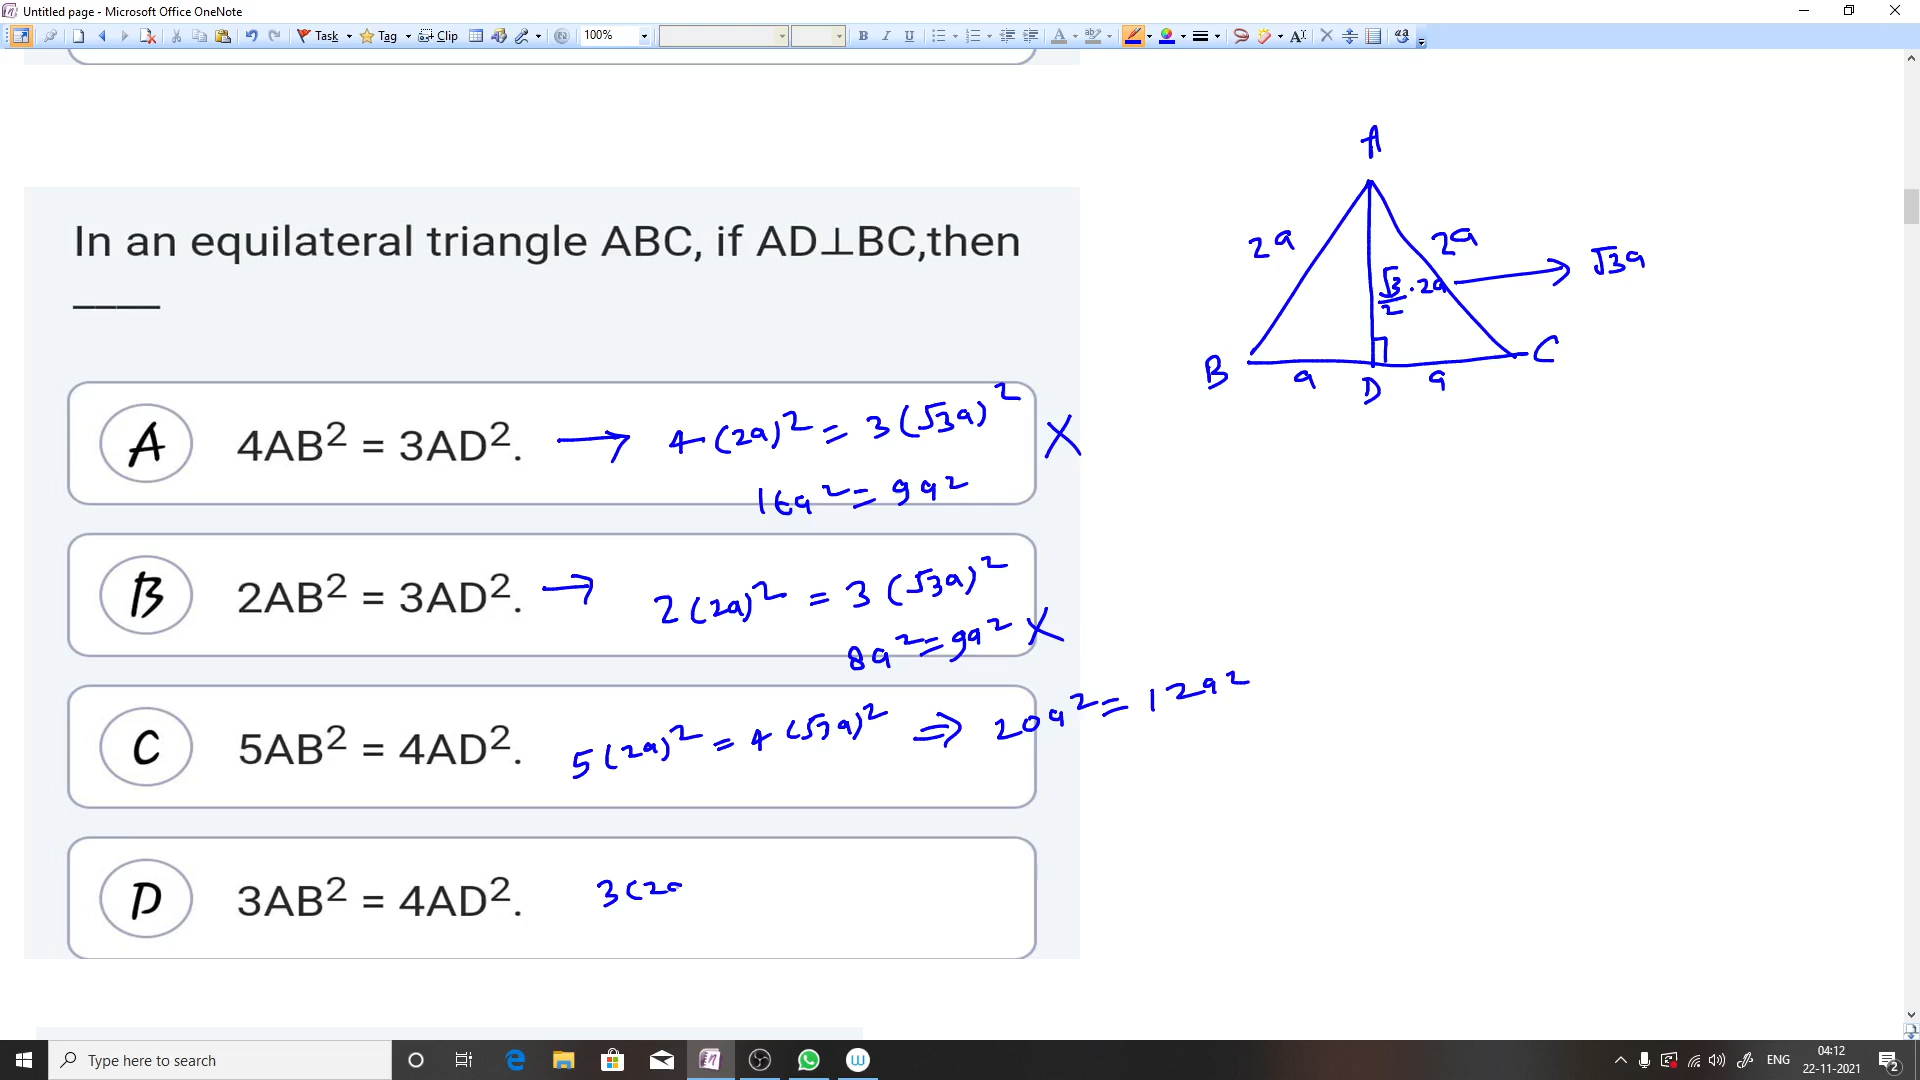 Untitled page - Microsoft Office OneNote
Task Tag Clip 100% B I U
In an equilateral triangle ABC, if AD⊥BC,then
____
A 4AB² = 3AD². → 4(2a)² = 3(√3a)² X
16a² = 9a²
B 2AB² = 3AD². → 2(2a)² = 3(√3a)²
8a² = 9a² X
C 5AB² = 4AD². 5(2a)² = 4(√3a)² ⇒ 20a² = 12a²
D 3AB² = 4AD². 3(2a
A
2a 2a
√3/2 · 2a → √3a
B C
a D a
Type here to search
ENG
04:12
22-11-2021
2